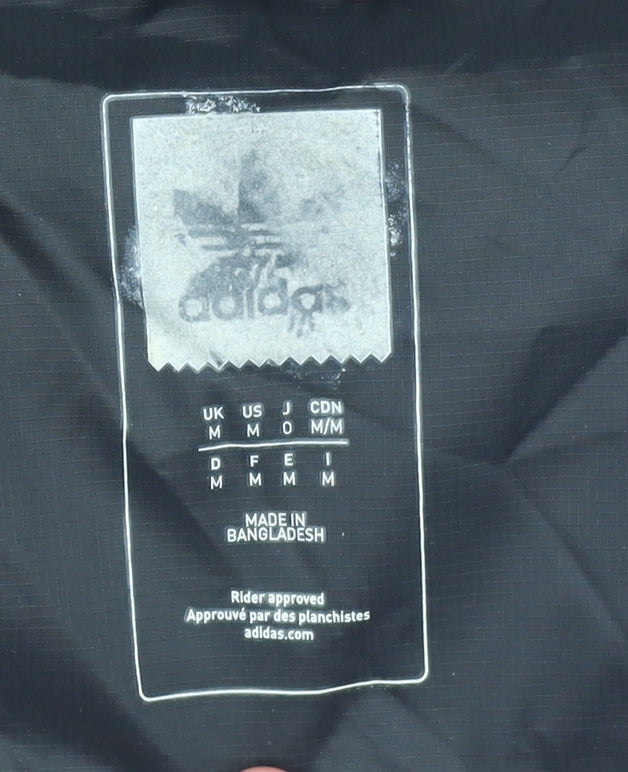 adidas
UK US J CDN
M M O M/M
D F E I
M M M M
MADE IN
BANGLADESH
Rider approved
Approuvé par des planchistes
adidas.com